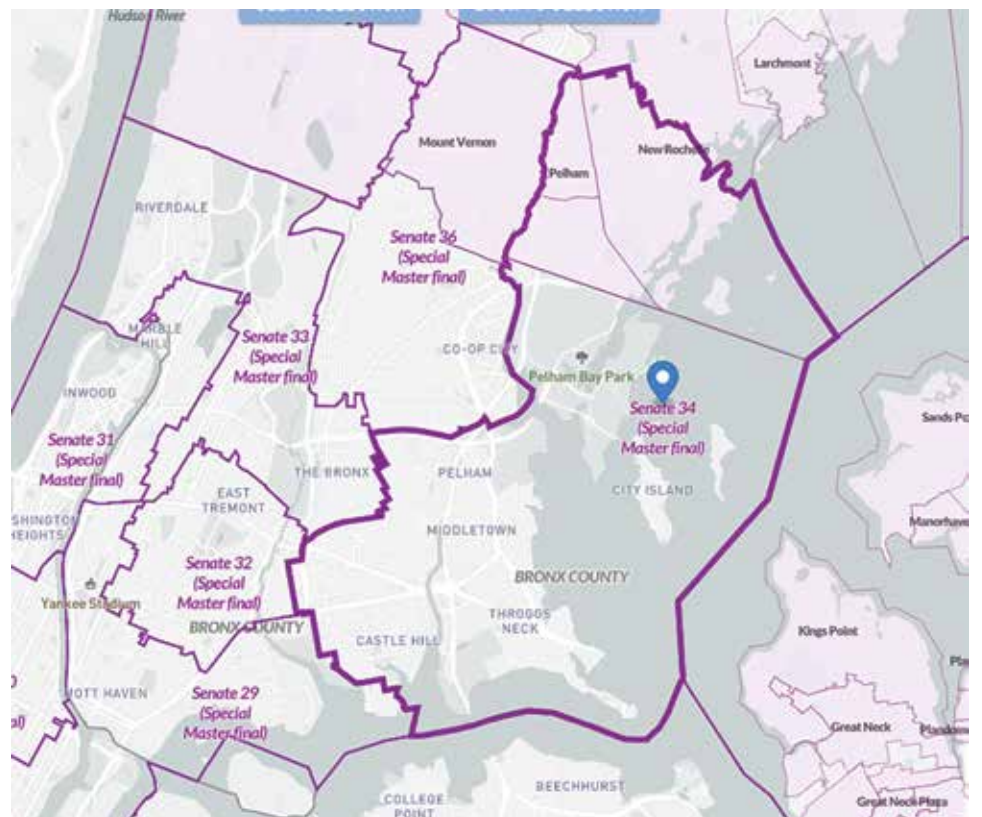 Hudson River
Larchmont
Mount Vernon
New Rochelle
Pelham
RIVERDALE
Senate 36
(Special
Master final)
MARBLE
HILL
Senate 33
(Special
Master final)
CO-OP CITY
Pelham Bay Park
INWOOD
Senate 34
(Special
Master final)
Sands Po
Senate 31
(Special
Master final)
THE BRONX
PELHAM
CITY ISLAND
EAST
TREMONT
SHINGTON
HEIGHTS
Manorhave
MIDDLETOWN
Senate 32
(Special
Master final)
BRONX COUNTY
Yankee Stadium
THROGGS
NECK
BRONX COUNTY
CASTLE HILL
Kings Point
MOTT HAVEN
Senate 29
(Special
Master final)
al)
Great Neck
Plandome
BEECHHURST
COLLEGE
POINT
Great Neck Plaza